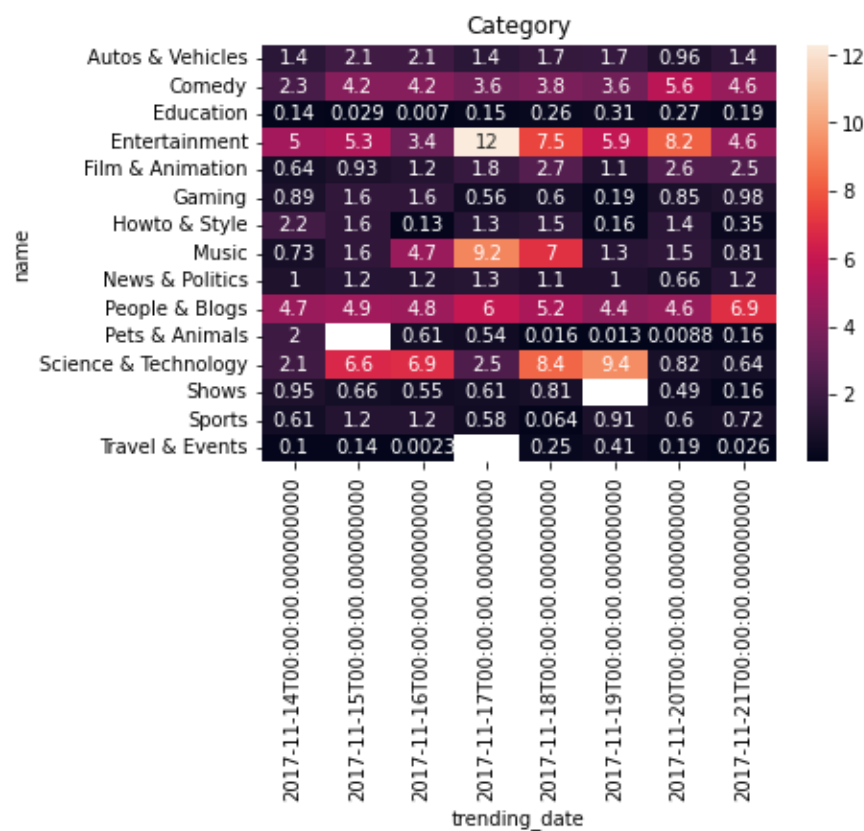 Category
Autos & Vehicles 1.4 2.1 2.1 1.4 1.7 1.7 0.96 1.4
Comedy 2.3 4.2 4.2 3.6 3.8 3.6 5.6 4.6
Education 0.14 0.029 0.007 0.15 0.26 0.31 0.27 0.19
Entertainment 5 5.3 3.4 12 7.5 5.9 8.2 4.6
Film & Animation 0.64 0.93 1.2 1.8 2.7 1.1 2.6 2.5
Gaming 0.89 1.6 1.6 0.56 0.6 0.19 0.85 0.98
Howto & Style 2.2 1.6 0.13 1.3 1.5 0.16 1.4 0.35
Music 0.73 1.6 4.7 9.2 7 1.3 1.5 0.81
News & Politics 1 1.2 1.2 1.3 1.1 1 0.66 1.2
People & Blogs 4.7 4.9 4.8 6 5.2 4.4 4.6 6.9
Pets & Animals 2 0.61 0.54 0.016 0.013 0.0088 0.16
Science & Technology 2.1 6.6 6.9 2.5 8.4 9.4 0.82 0.64
Shows 0.95 0.66 0.55 0.61 0.81 0.49 0.16
Sports 0.61 1.2 1.2 0.58 0.064 0.91 0.6 0.72
Travel & Events 0.1 0.14 0.0023 0.25 0.41 0.19 0.026
name
12
10
8
6
4
2
2017-11-14T00:00:00.000000000
2017-11-15T00:00:00.000000000
2017-11-16T00:00:00.000000000
2017-11-17T00:00:00.000000000
2017-11-18T00:00:00.000000000
2017-11-19T00:00:00.000000000
2017-11-20T00:00:00.000000000
2017-11-21T00:00:00.000000000
trending_date